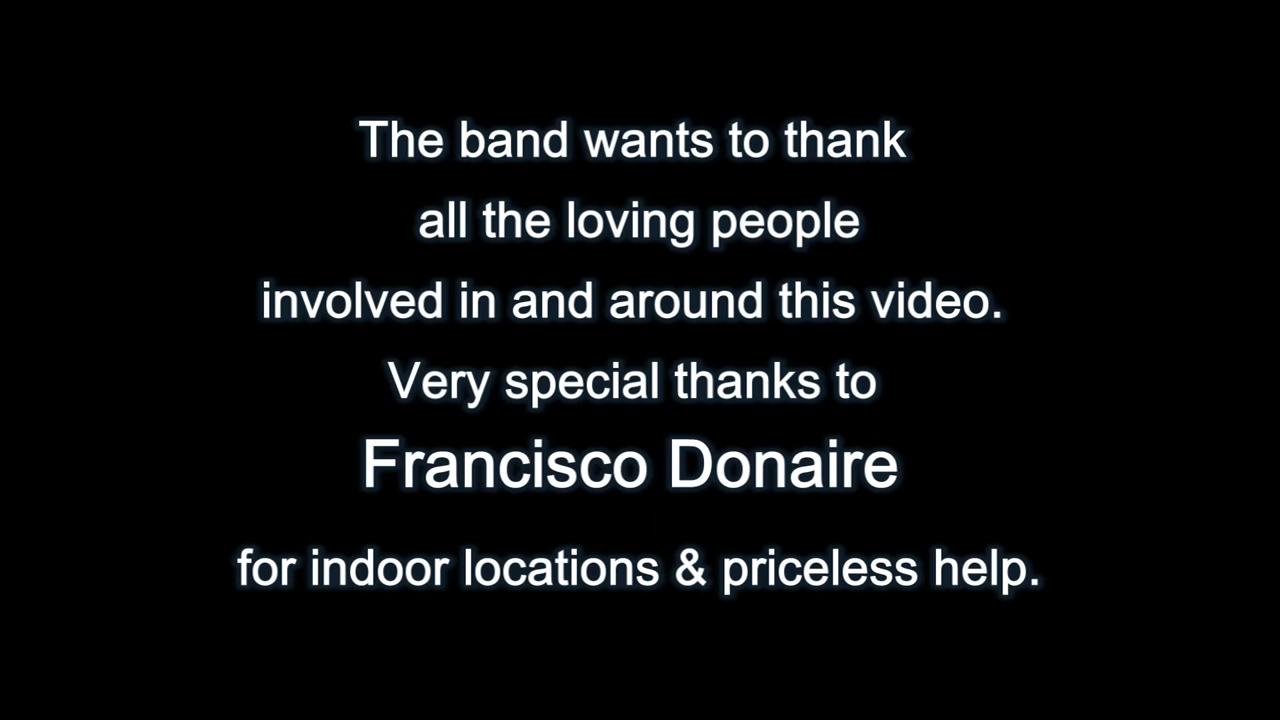 The band wants to thank
all the loving people
involved in and around this video.
Very special thanks to
Francisco Donaire
for indoor locations & priceless help.